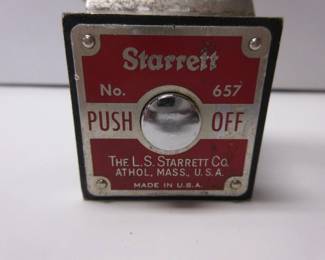 Starrett
No. 657
PUSH OFF
THE L.S. STARRETT CO.
ATHOL, MASS., U.S.A.
MADE IN U.S.A.